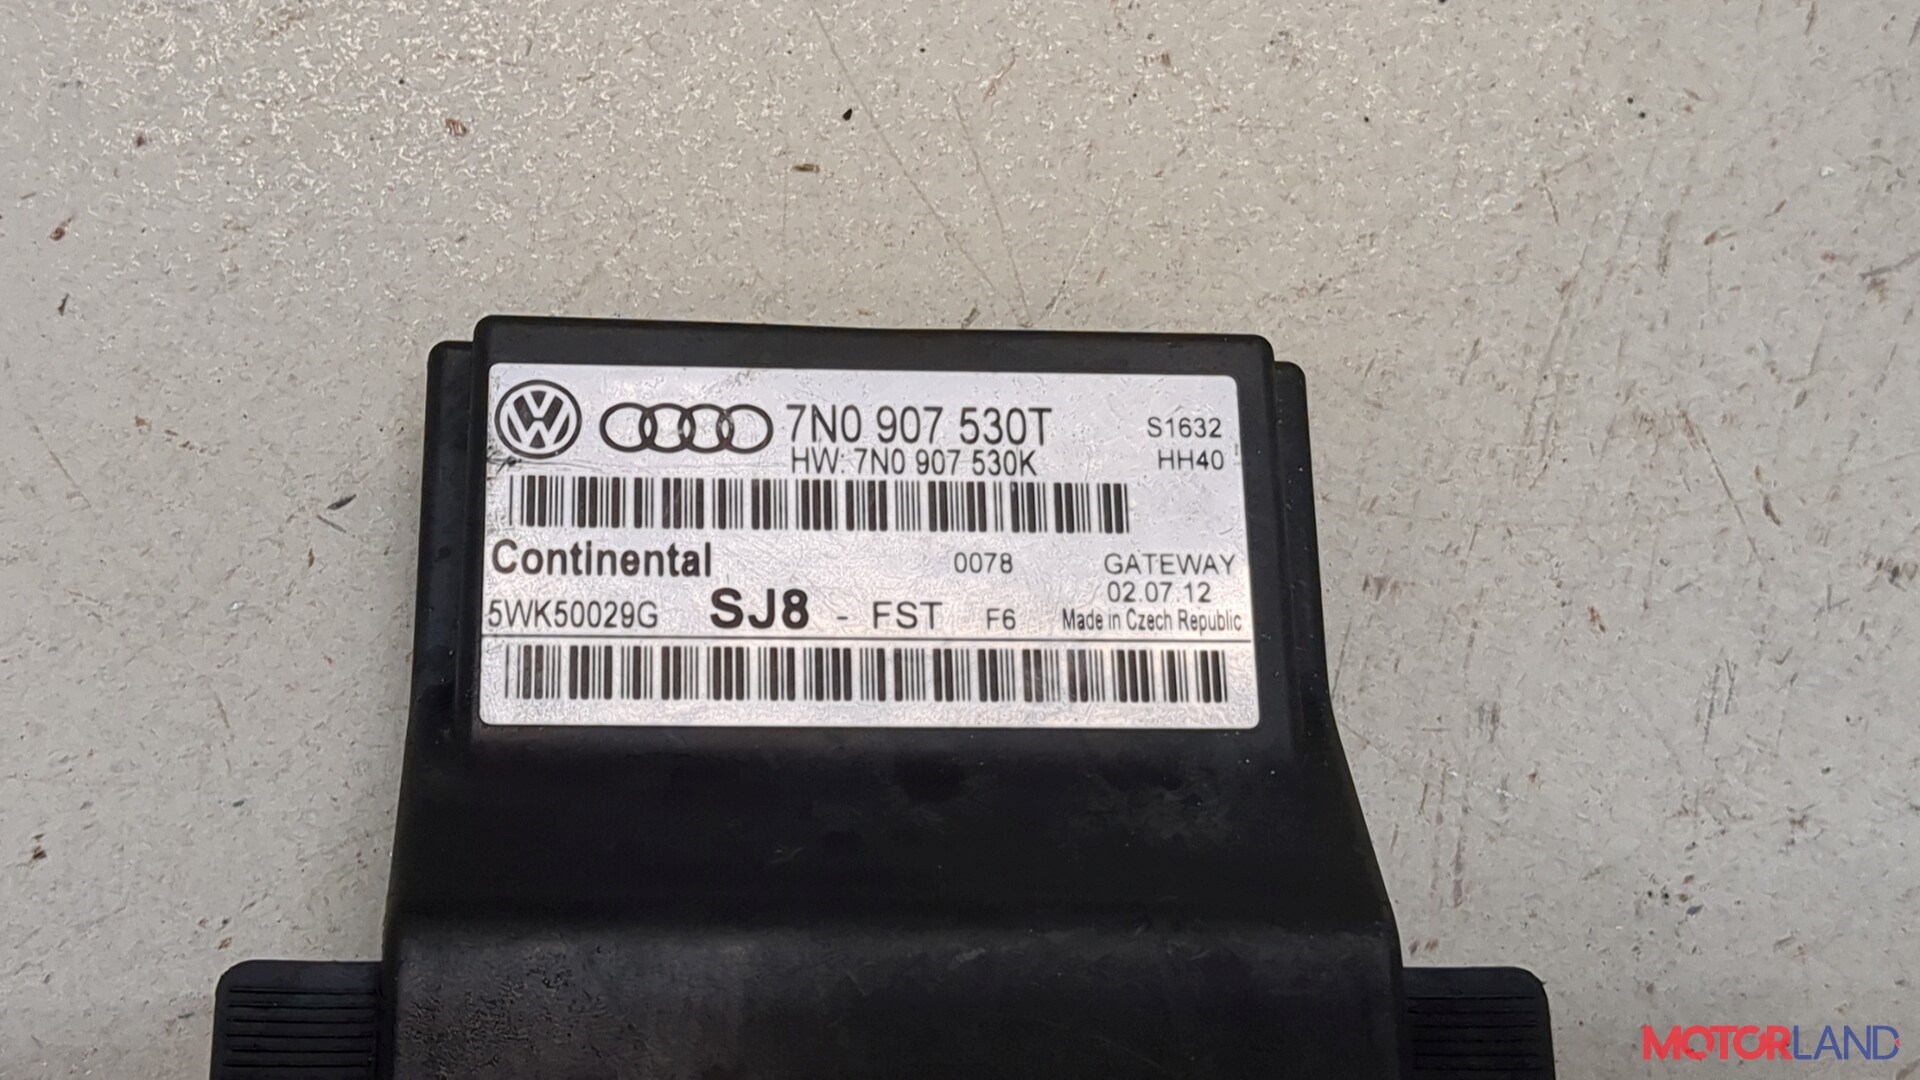 7N0 907 530T S1632
HW: 7N0 907 530K HH40
Continental 0078 GATEWAY
02.07.12
5WK50029G SJ8 - FST F6 Made in Czech Republic
MOTORLAND